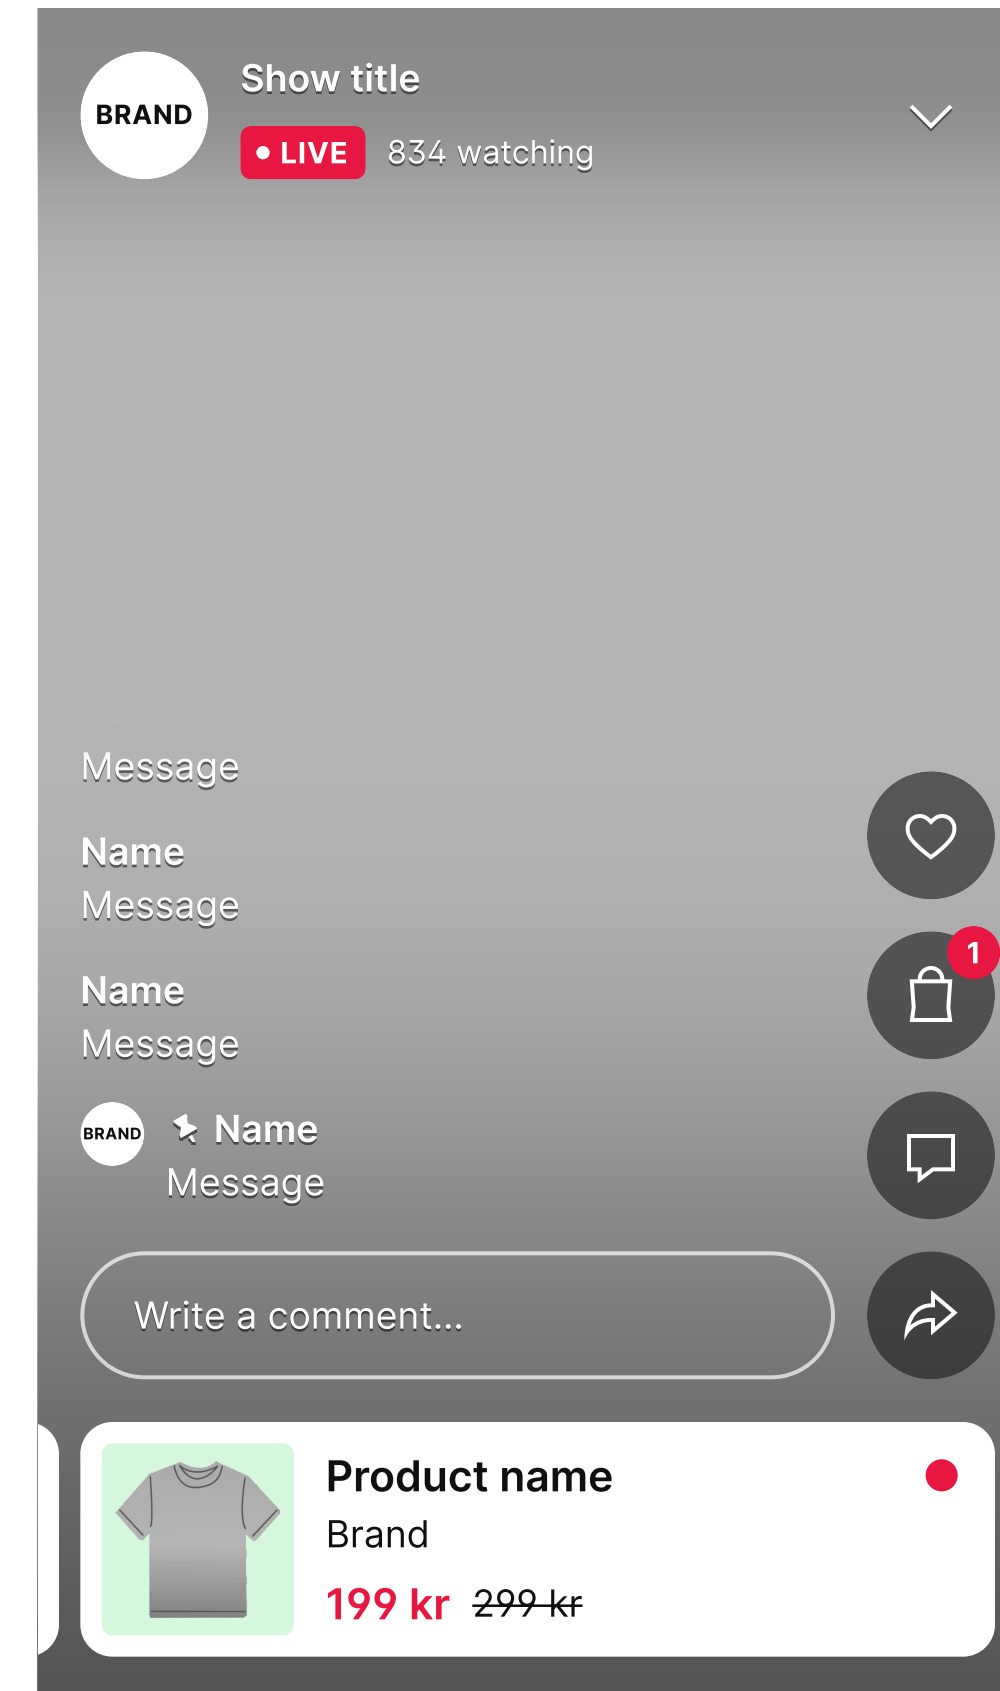 BRAND
Show title
LIVE
834 watching
Message
Name
Message
1
Name
Message
BRAND
Name
Message
Write a comment...
Product name
Brand
199 kr 299 kr